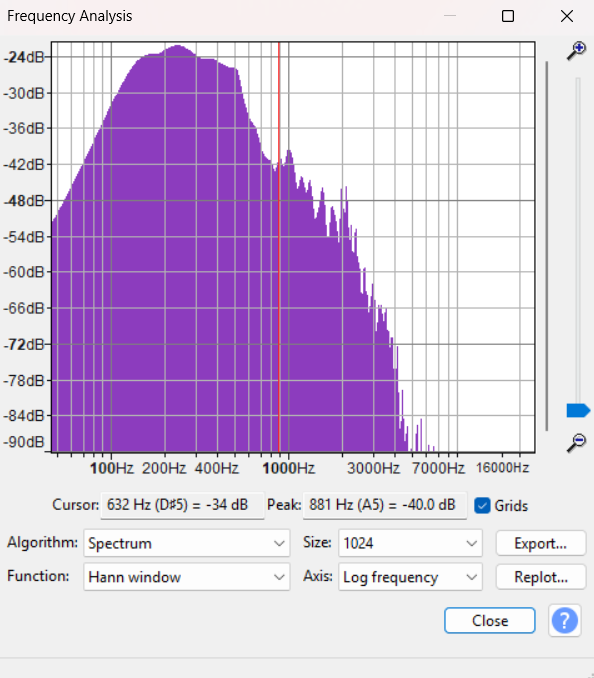 Frequency Analysis
-24dB
-30dB
-36dB
-42dB
-48dB
-54dB
-60dB
-66dB
-72dB
-78dB
-84dB
-90dB
100Hz 200Hz 400Hz 1000Hz 3000Hz 7000Hz 16000Hz
Cursor: 632 Hz (D♯5) = -34 dB Peak: 881 Hz (A5) = -40.0 dB Grids
Algorithm: Spectrum Size: 1024 Export...
Function: Hann window Axis: Log frequency Replot...
Close ?